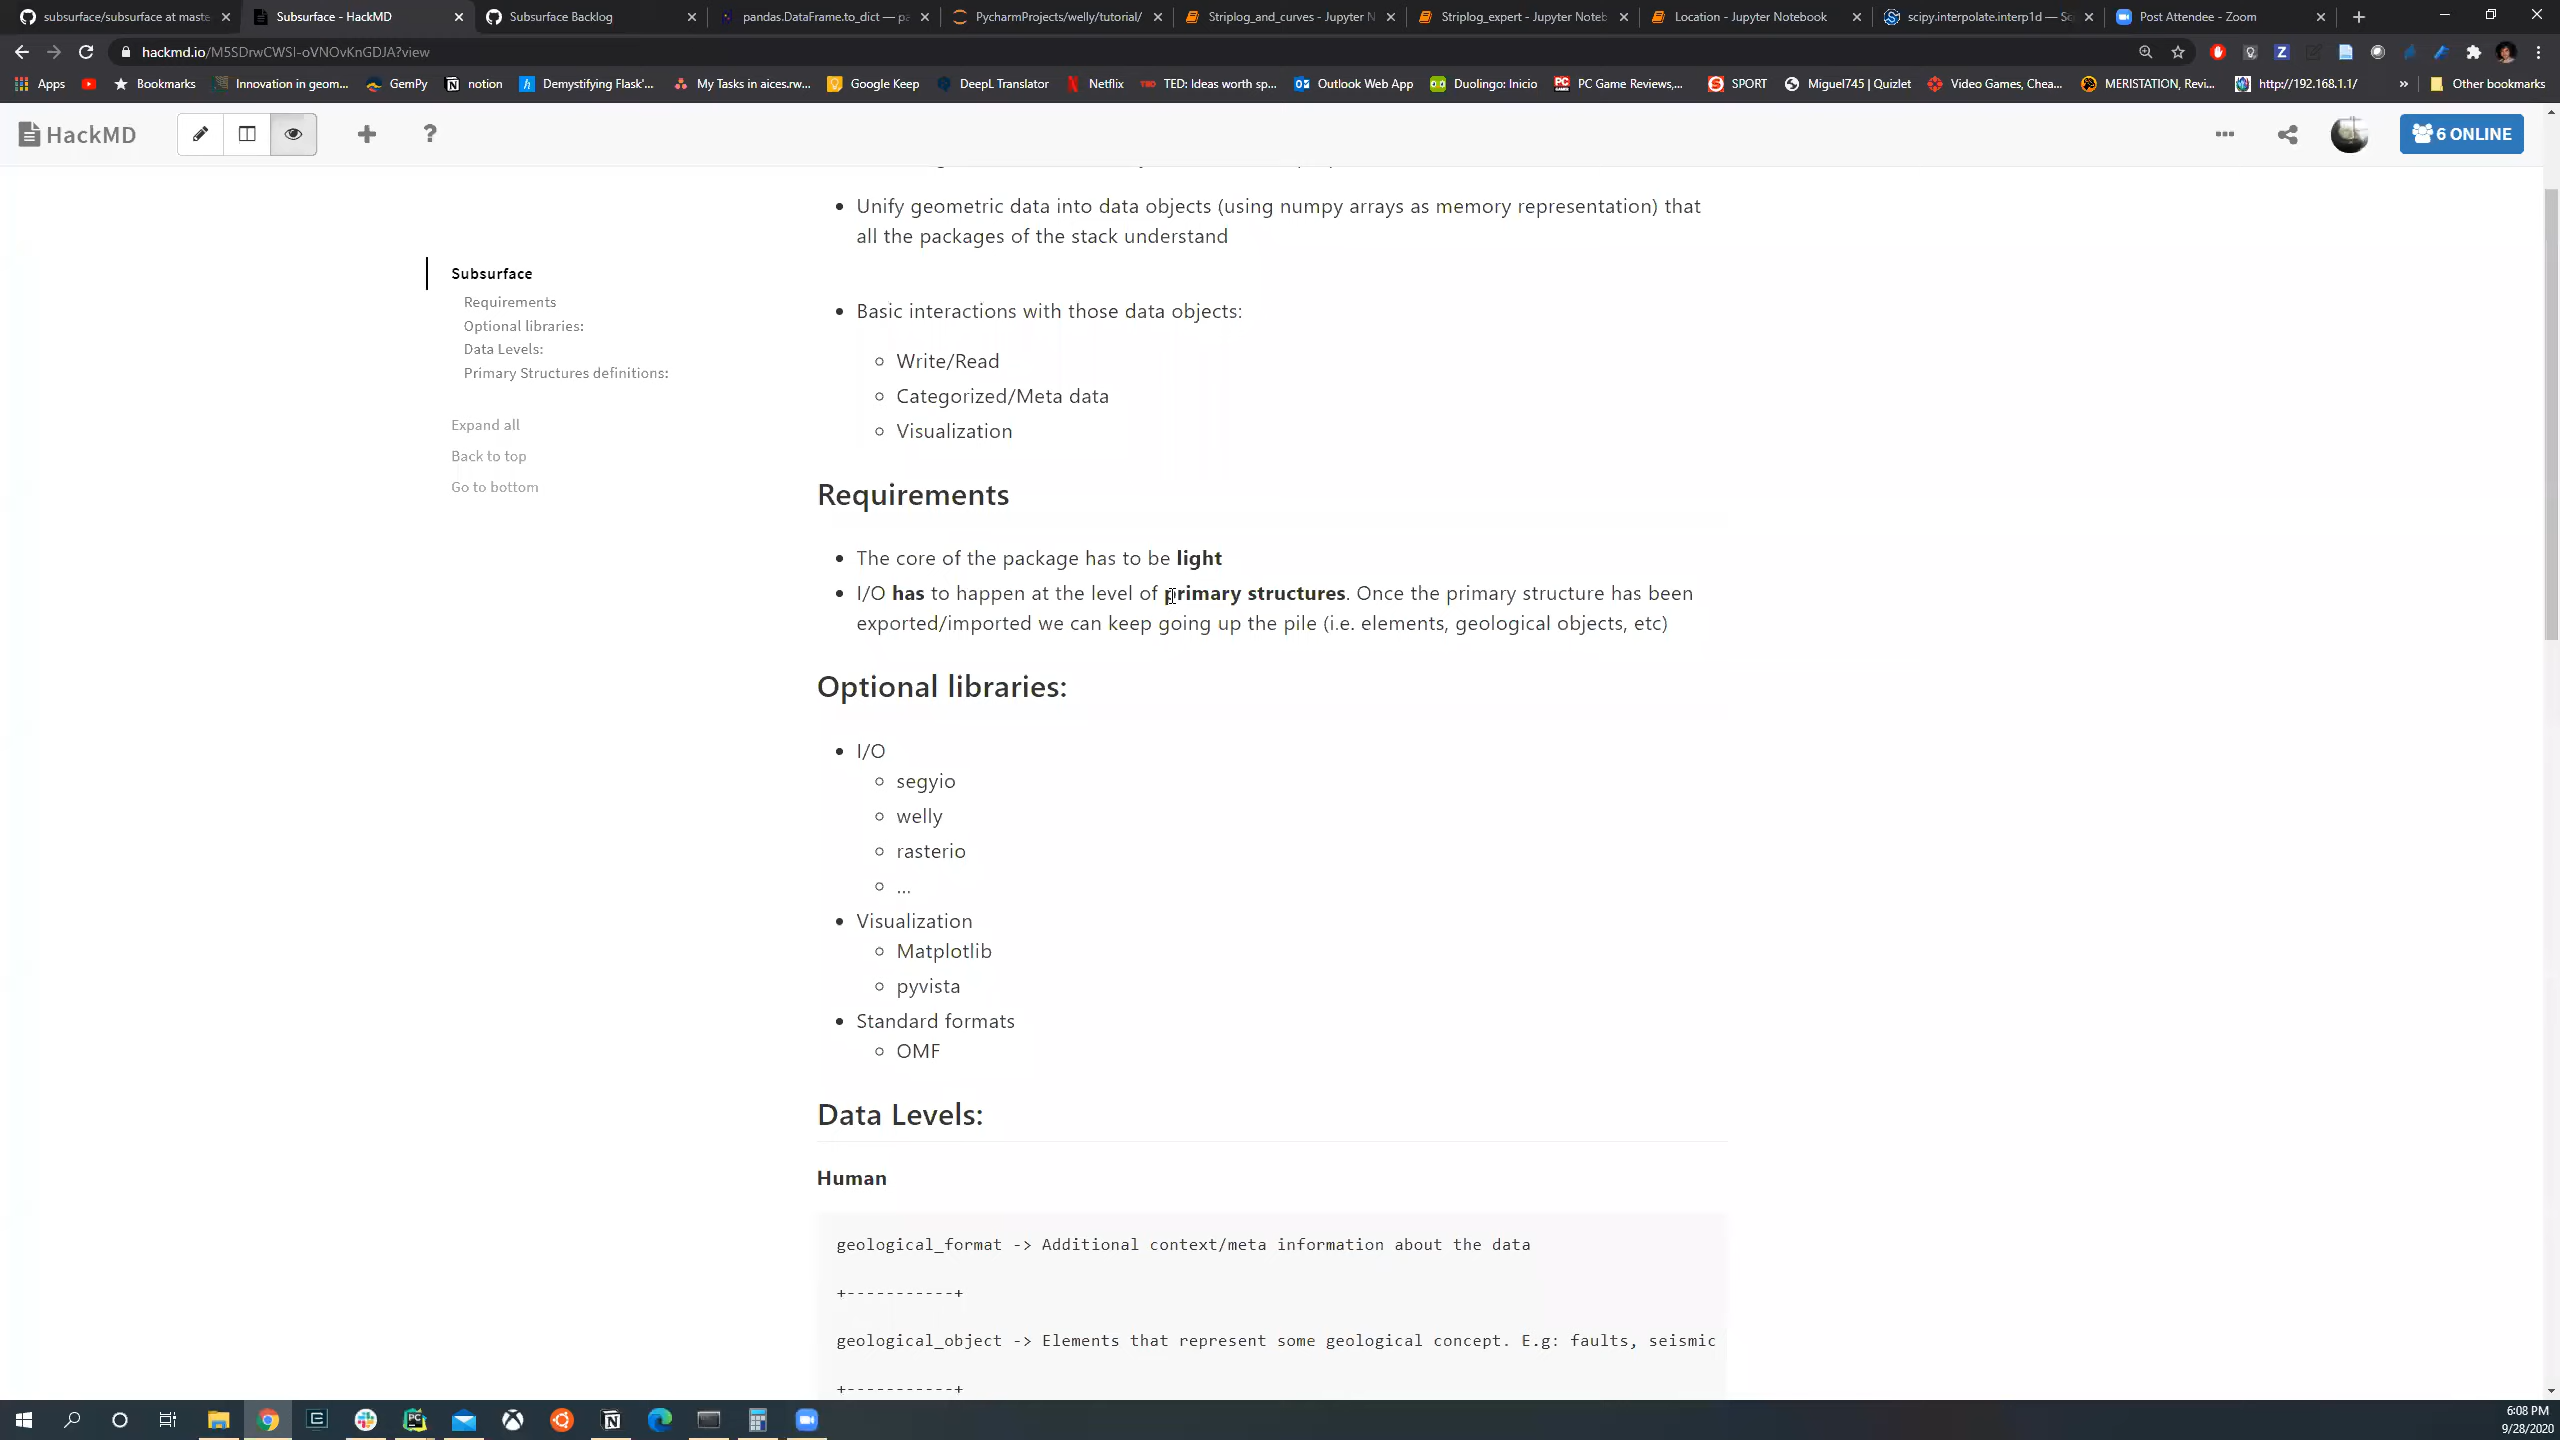 subsurface/subsurface at maste
Subsurface - HackMD
Subsurface Backlog
pandas.DataFrame.to_dict — pa
PycharmProjects/welly/tutorial/
Striplog_and_curves - Jupyter N
Striplog_expert - Jupyter Noteb
Location - Jupyter Notebook
scipy.interpolate.interp1d — Sc
Post Attendee - Zoom
hackmd.io/M5SDrwCWSI-oVNOvKnGDJA?view
Apps
Bookmarks
Innovation in geom...
GemPy
notion
Demystifying Flask'...
My Tasks in aices.rw...
Google Keep
DeepL Translator
Netflix
TED: Ideas worth sp...
Outlook Web App
Duolingo: Inicio
PC Game Reviews,...
SPORT
Miguel745 | Quizlet
Video Games, Chea...
MERISTATION, Revi...
http://192.168.1.1/
»
Other bookmarks
HackMD
6 ONLINE
Subsurface
Requirements
Optional libraries:
Data Levels:
Primary Structures definitions:
Expand all
Back to top
Go to bottom
• Unify geometric data into data objects (using numpy arrays as memory representation) that
all the packages of the stack understand
• Basic interactions with those data objects:
◦ Write/Read
◦ Categorized/Meta data
◦ Visualization
Requirements
• The core of the package has to be light
• I/O has to happen at the level of primary structures. Once the primary structure has been
exported/imported we can keep going up the pile (i.e. elements, geological objects, etc)
Optional libraries:
• I/O
◦ segyio
◦ welly
◦ rasterio
◦ ...
• Visualization
◦ Matplotlib
◦ pyvista
• Standard formats
◦ OMF
Data Levels:
Human
geological_format -> Additional context/meta information about the data
+-----------+
geological_object -> Elements that represent some geological concept. E.g: faults, seismic
+-----------+
6:08 PM
9/28/2020